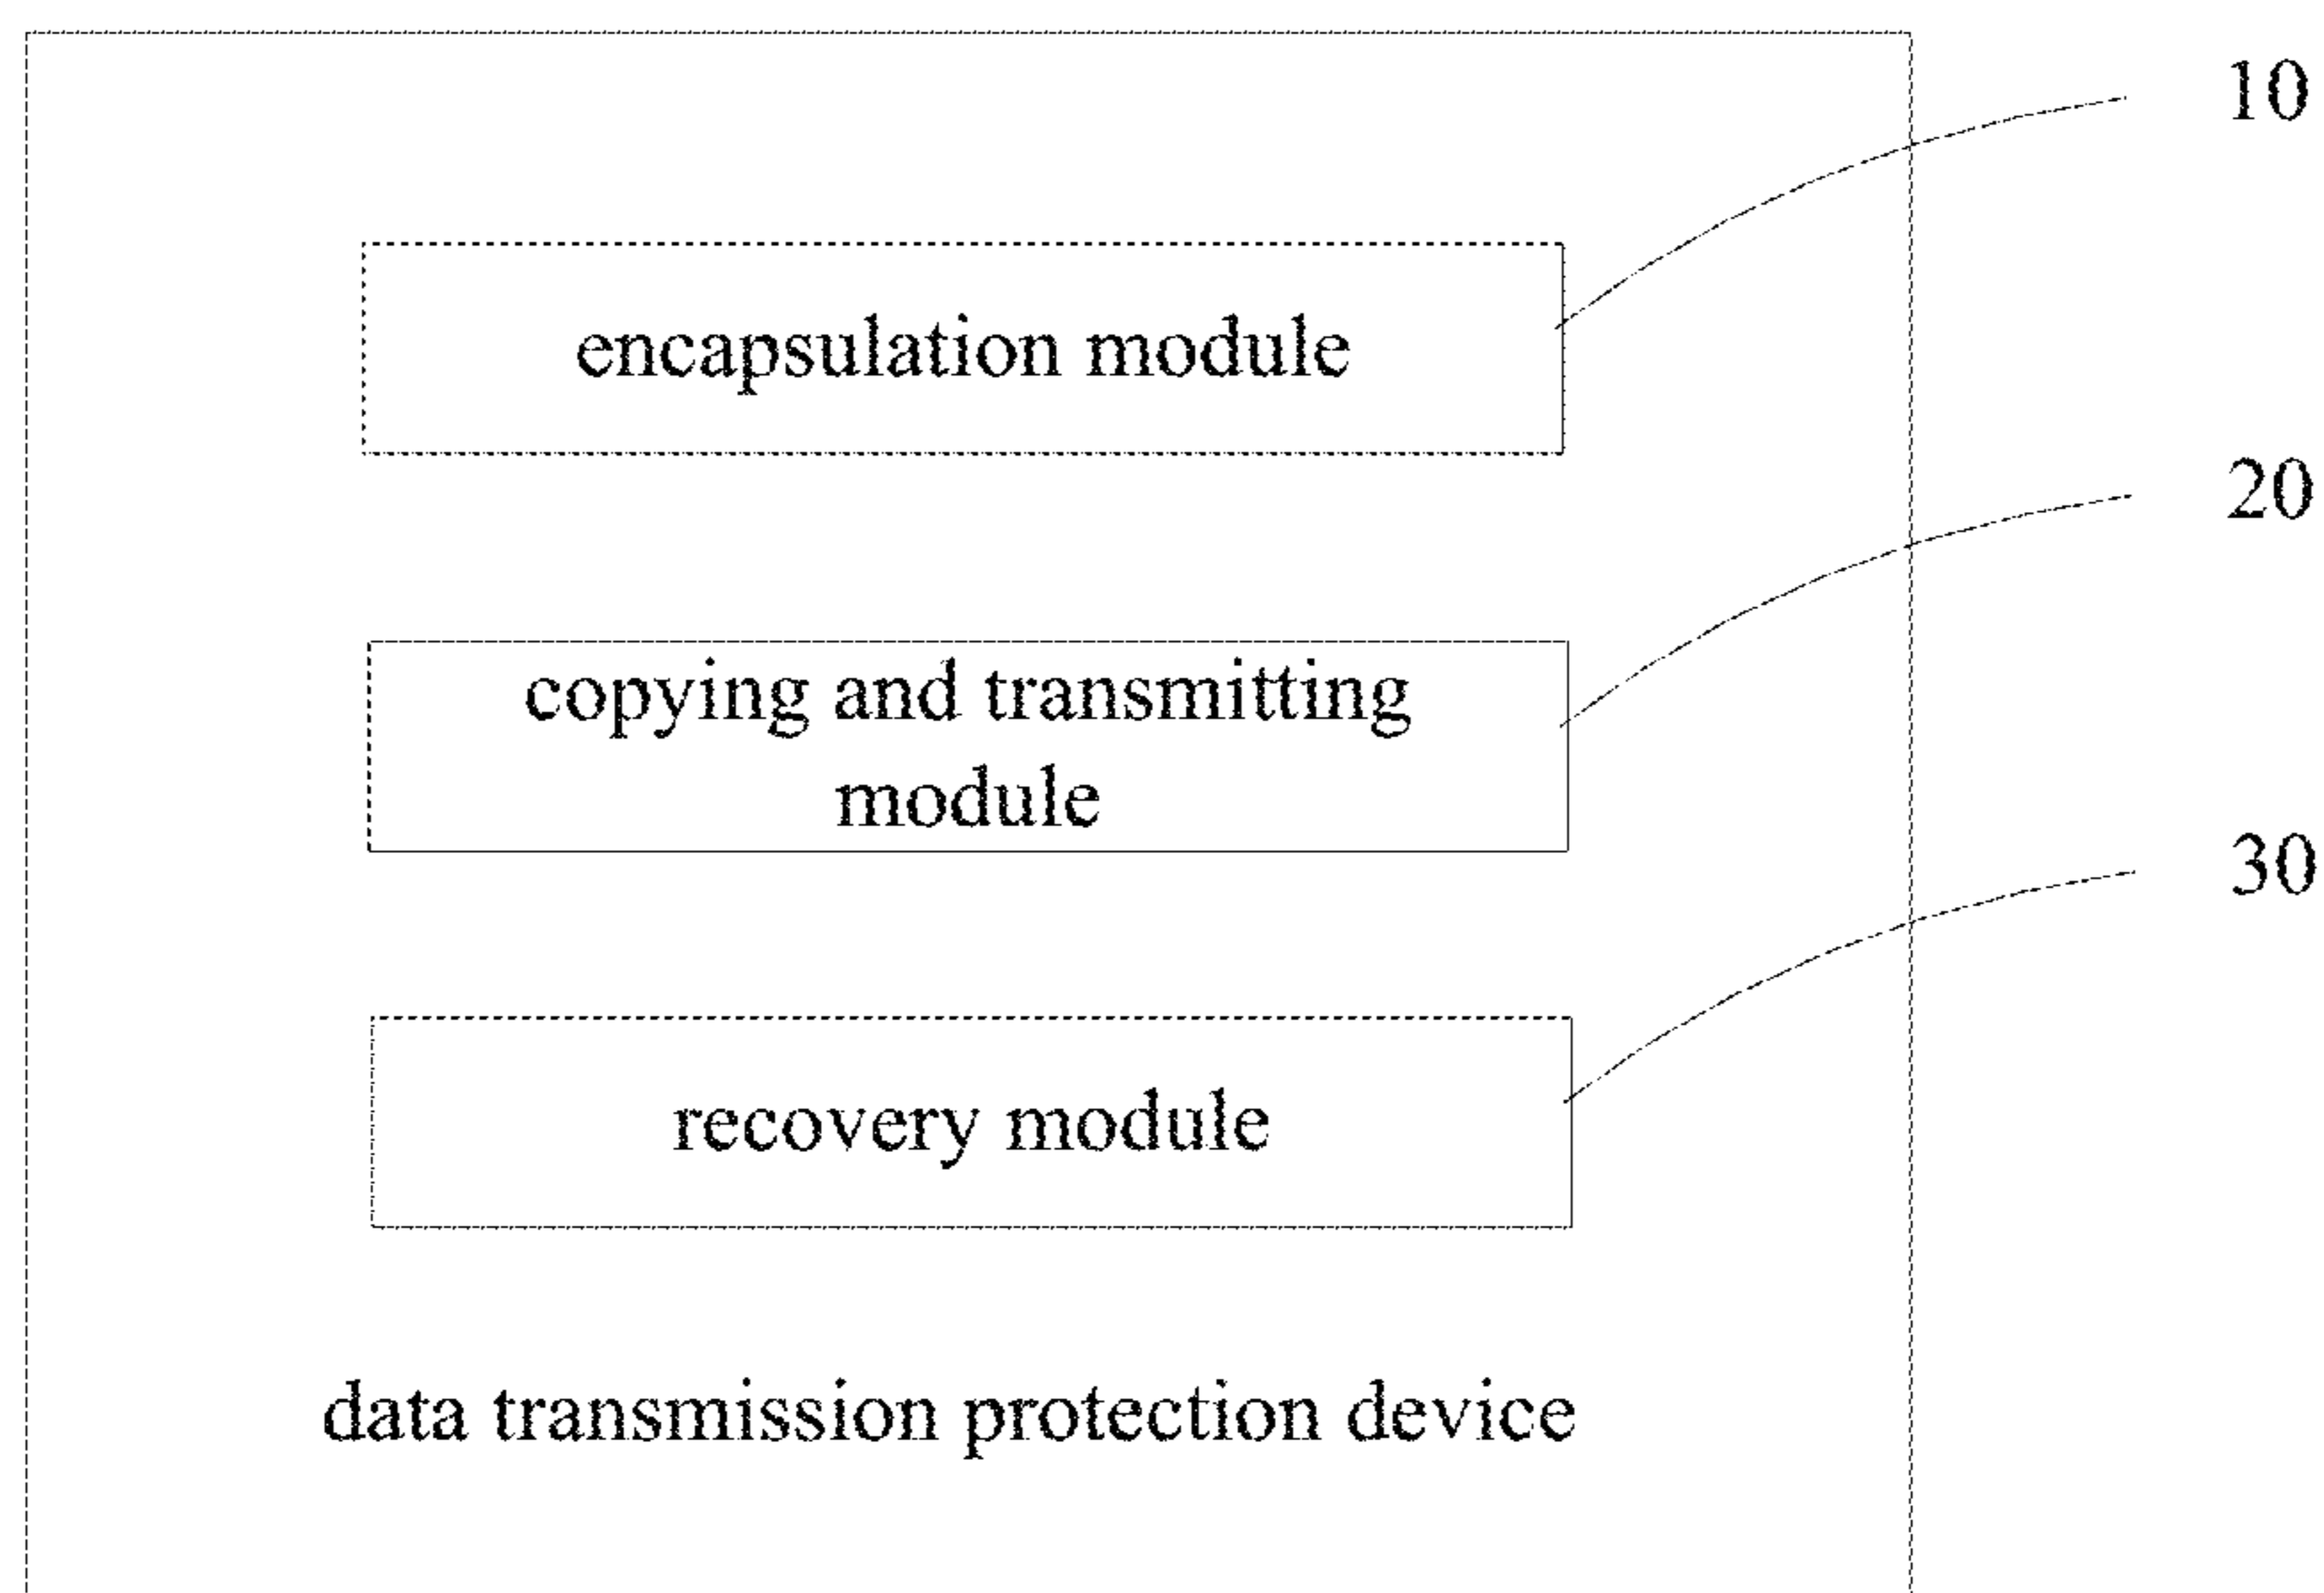 10
encapsulation module
20
copying and transmitting
module
30
recovery module
data transmission protection device